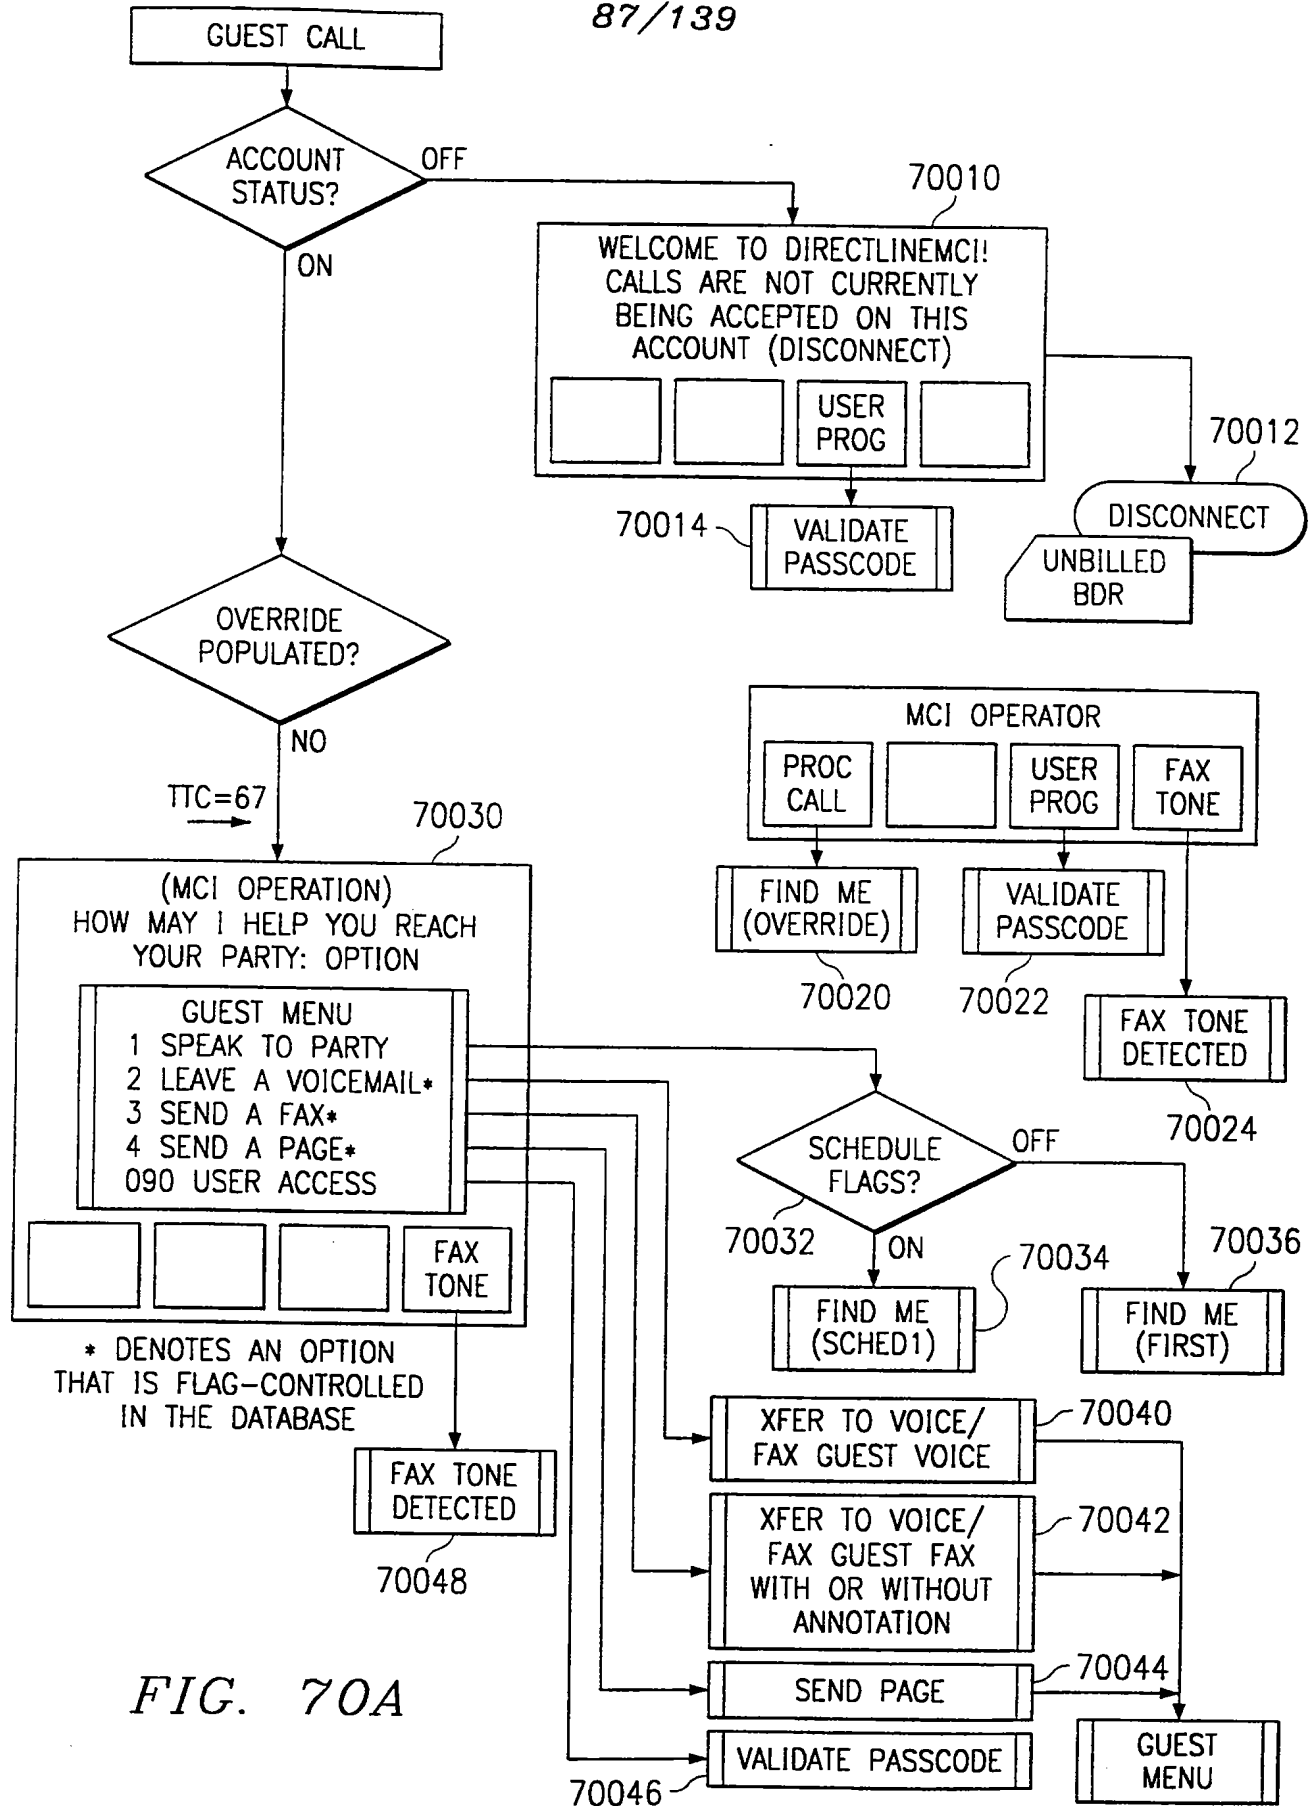 87/139
GUEST CALL
ACCOUNT
STATUS?
OFF
ON
70010
WELCOME TO DIRECTLINEMCI!
CALLS ARE NOT CURRENTLY
BEING ACCEPTED ON THIS
ACCOUNT (DISCONNECT)
USER
PROG
70012
DISCONNECT
UNBILLED
BDR
70014
VALIDATE
PASSCODE
OVERRIDE
POPULATED?
NO
TTC=67
MCI OPERATOR
PROC
CALL
USER
PROG
FAX
TONE
FIND ME
(OVERRIDE)
70020
VALIDATE
PASSCODE
70022
FAX TONE
DETECTED
70024
70030
(MCI OPERATION)
HOW MAY I HELP YOU REACH
YOUR PARTY: OPTION
GUEST MENU
1 SPEAK TO PARTY
2 LEAVE A VOICEMAIL*
3 SEND A FAX*
4 SEND A PAGE*
090 USER ACCESS
FAX
TONE
* DENOTES AN OPTION
THAT IS FLAG-CONTROLLED
IN THE DATABASE
FAX TONE
DETECTED
70048
SCHEDULE
FLAGS?
OFF
70032
ON
70034
FIND ME
(SCHED1)
70036
FIND ME
(FIRST)
XFER TO VOICE/
FAX GUEST VOICE
70040
XFER TO VOICE/
FAX GUEST FAX
WITH OR WITHOUT
ANNOTATION
70042
SEND PAGE
70044
VALIDATE PASSCODE
70046
GUEST
MENU
FIG. 70A